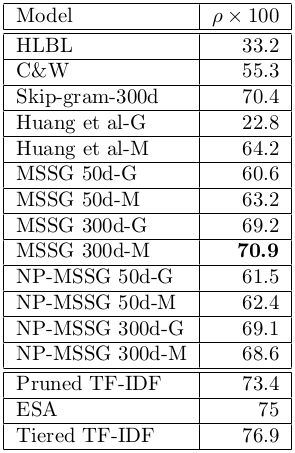 Model ρ × 100
HLBL 33.2
C&W 55.3
Skip-gram-300d 70.4
Huang et al-G 22.8
Huang et al-M 64.2
MSSG 50d-G 60.6
MSSG 50d-M 63.2
MSSG 300d-G 69.2
MSSG 300d-M 70.9
NP-MSSG 50d-G 61.5
NP-MSSG 50d-M 62.4
NP-MSSG 300d-G 69.1
NP-MSSG 300d-M 68.6
Pruned TF-IDF 73.4
ESA 75
Tiered TF-IDF 76.9